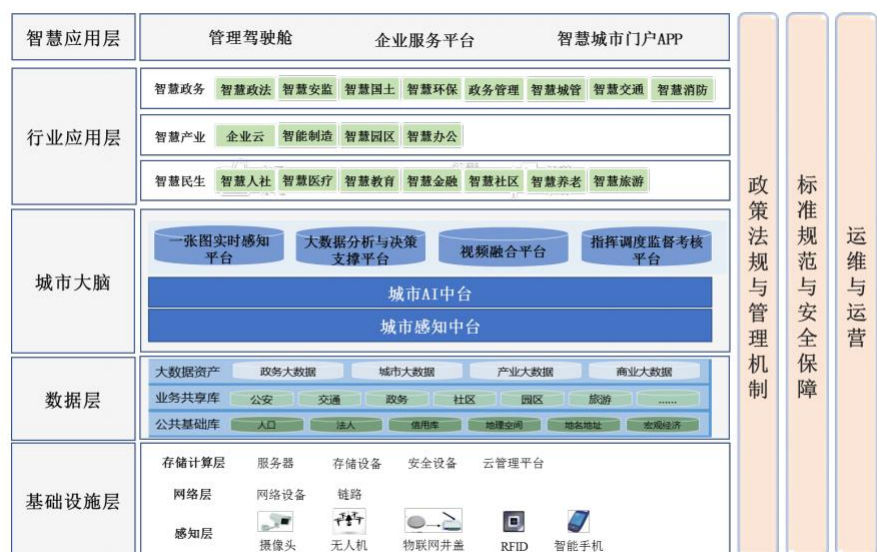 智慧应用层
管理驾驶舱 企业服务平台 智慧城市门户APP
行业应用层
智慧政务 智慧政法 智慧安监 智慧国土 智慧环保 政务管理 智慧城管 智慧交通 智慧消防
智慧产业 企业云 智能制造 智慧园区 智慧办公
智慧民生 智慧人社 智慧医疗 智慧教育 智慧金融 智慧社区 智慧养老 智慧旅游
城市大脑
一张图实时感知
平台
大数据分析与决策
支撑平台
视频融合平台
指挥调度监督考核
平台
城市AI中台
城市感知中台
数据层
大数据资产 政务大数据 城市大数据 产业大数据 商业大数据
业务共享库 公安 交通 政务 社区 园区 旅游 ……
公共基础库 人口 法人 信用库 地理空间 地名地址 宏观经济
基础设施层
存储计算层 服务器 存储设备 安全设备 云管理平台
网络层 网络设备 链路
感知层
摄像头 无人机 物联网井盖 RFID 智能手机
政策法规与管理机制
标准规范与安全保障
运维与运营